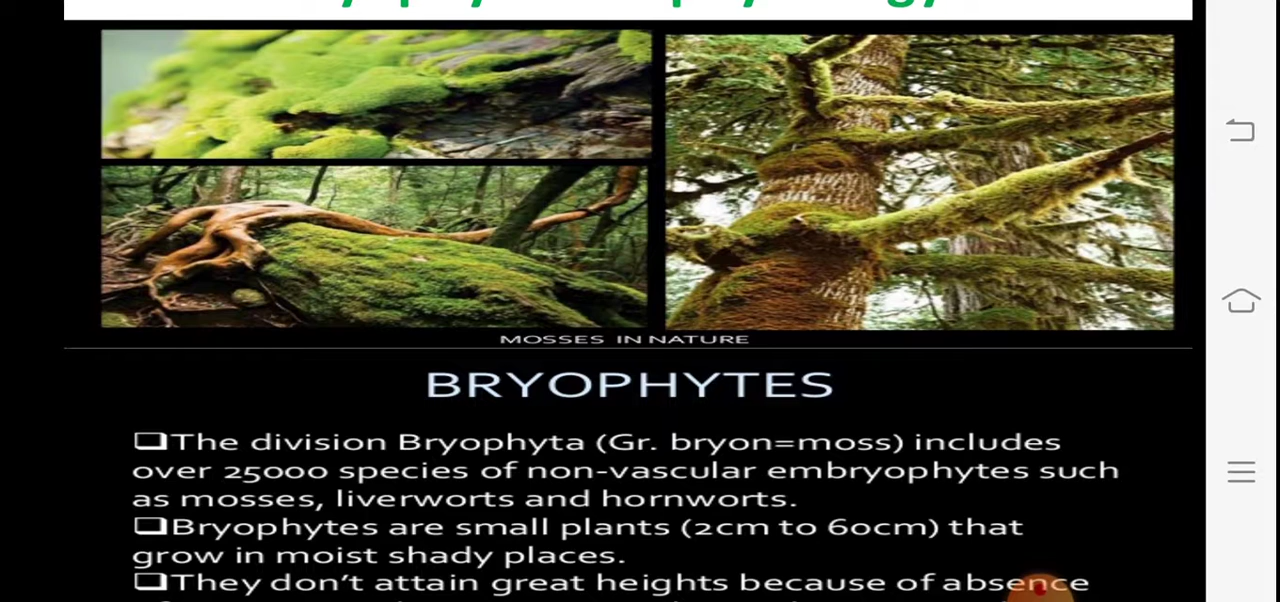 MOSSES IN NATURE
BRYOPHYTES
❑The division Bryophyta (Gr. bryon=moss) includes
over 25000 species of non-vascular embryophytes such
as mosses, liverworts and hornworts.
❑Bryophytes are small plants (2cm to 60cm) that
grow in moist shady places.
❑They don't attain great heights because of absence